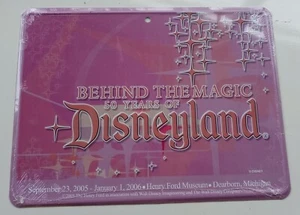 BEHIND THE MAGIC
50 YEARS OF
Disneyland
September 23, 2005 - January 1, 2006 • Henry Ford Museum • Dearborn, Michigan